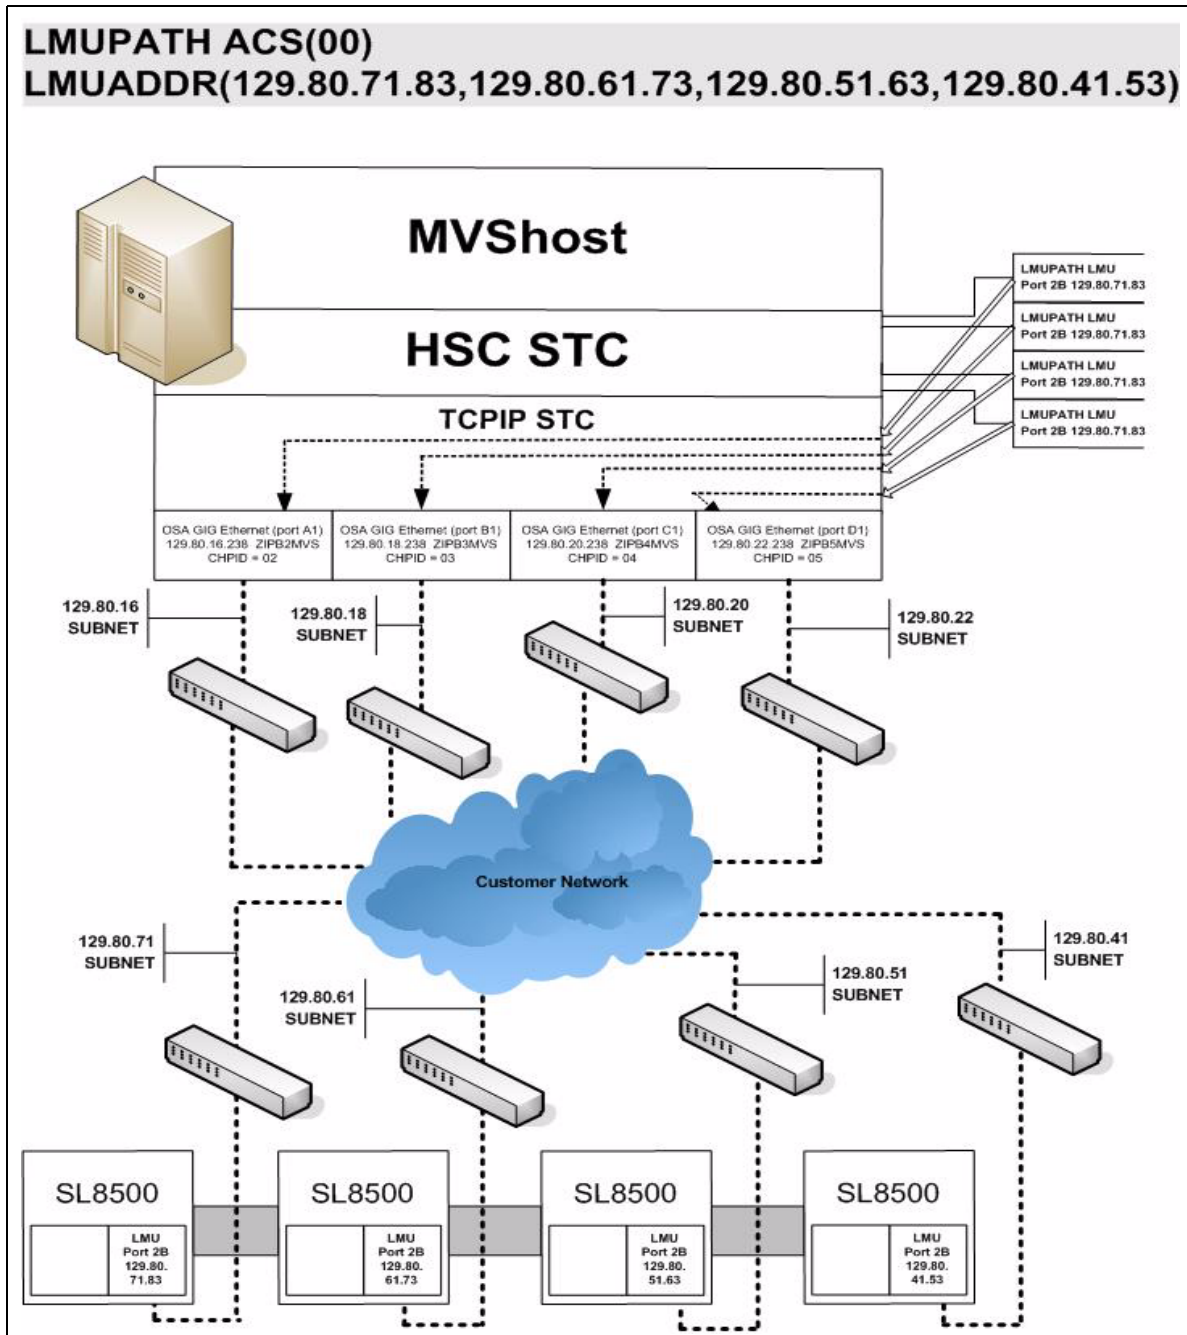 LMUPATH ACS(00)
LMUADDR(129.80.71.83,129.80.61.73,129.80.51.63,129.80.41.53)
MVShost
HSC STC
TCPIP STC
LMUPATH LMU
Port 2B 129.80.71.83
LMUPATH LMU
Port 2B 129.80.71.83
LMUPATH LMU
Port 2B 129.80.71.83
LMUPATH LMU
Port 2B 129.80.71.83
OSA GIG Ethernet (port A1)
129.80.16.238 ZIPB2MVS
CHPID = 02
OSA GIG Ethernet (port B1)
129.80.18.238 ZIPB3MVS
CHPID = 03
OSA GIG Ethernet (port C1)
129.80.20.238 ZIPB4MVS
CHPID = 04
OSA GIG Ethernet (port D1)
129.80.22.238 ZIPB5MVS
CHPID = 05
129.80.16
SUBNET
129.80.18
SUBNET
129.80.20
SUBNET
129.80.22
SUBNET
Customer Network
129.80.71
SUBNET
129.80.61
SUBNET
129.80.51
SUBNET
129.80.41
SUBNET
SL8500
LMU
Port 2B
129.80.
71.83
SL8500
LMU
Port 2B
129.80.
61.73
SL8500
LMU
Port 2B
129.80.
51.63
SL8500
LMU
Port 2B
129.80.
41.53